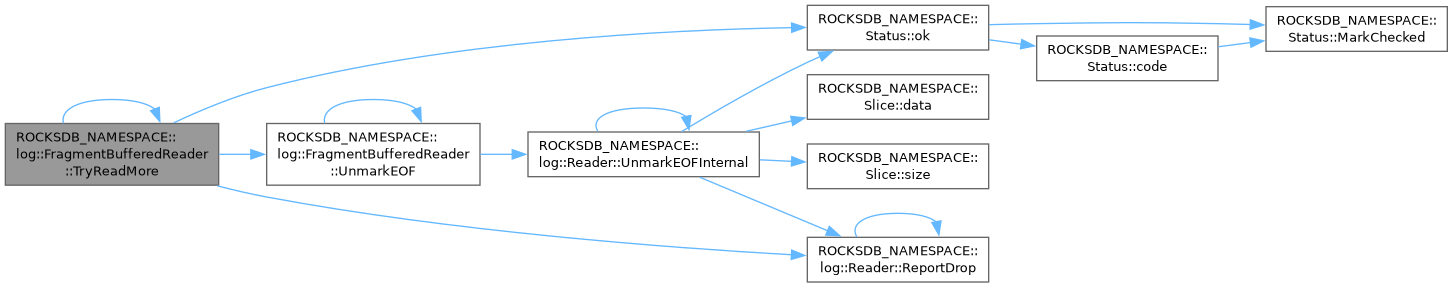 ROCKSDB_NAMESPACE::
log::FragmentBufferedReader
::TryReadMore
ROCKSDB_NAMESPACE::
log::FragmentBufferedReader
::UnmarkEOF
ROCKSDB_NAMESPACE::
log::Reader::UnmarkEOFInternal
ROCKSDB_NAMESPACE::
Status::ok
ROCKSDB_NAMESPACE::
Slice::data
ROCKSDB_NAMESPACE::
Slice::size
ROCKSDB_NAMESPACE::
log::Reader::ReportDrop
ROCKSDB_NAMESPACE::
Status::code
ROCKSDB_NAMESPACE::
Status::MarkChecked